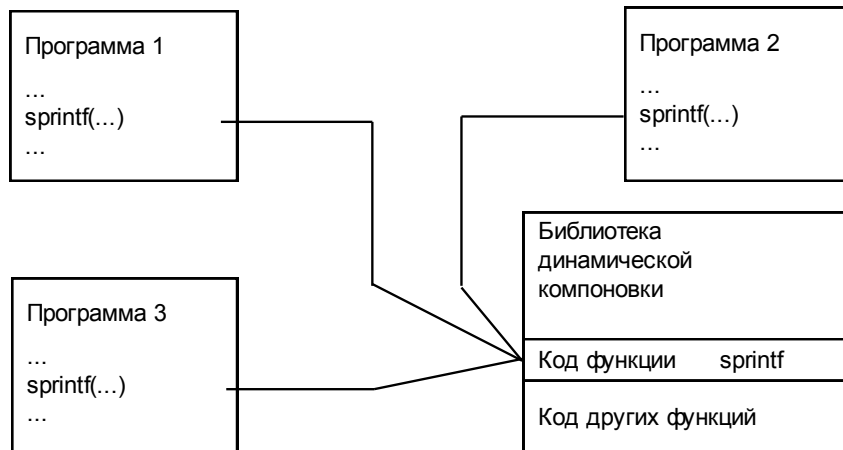 Программа 1
...
sprintf(...)
...
Программа 2
...
sprintf(...)
...
Программа 3
...
sprintf(...)
...
Библиотека
динамической
компоновки
Код функции sprintf
Код других функций